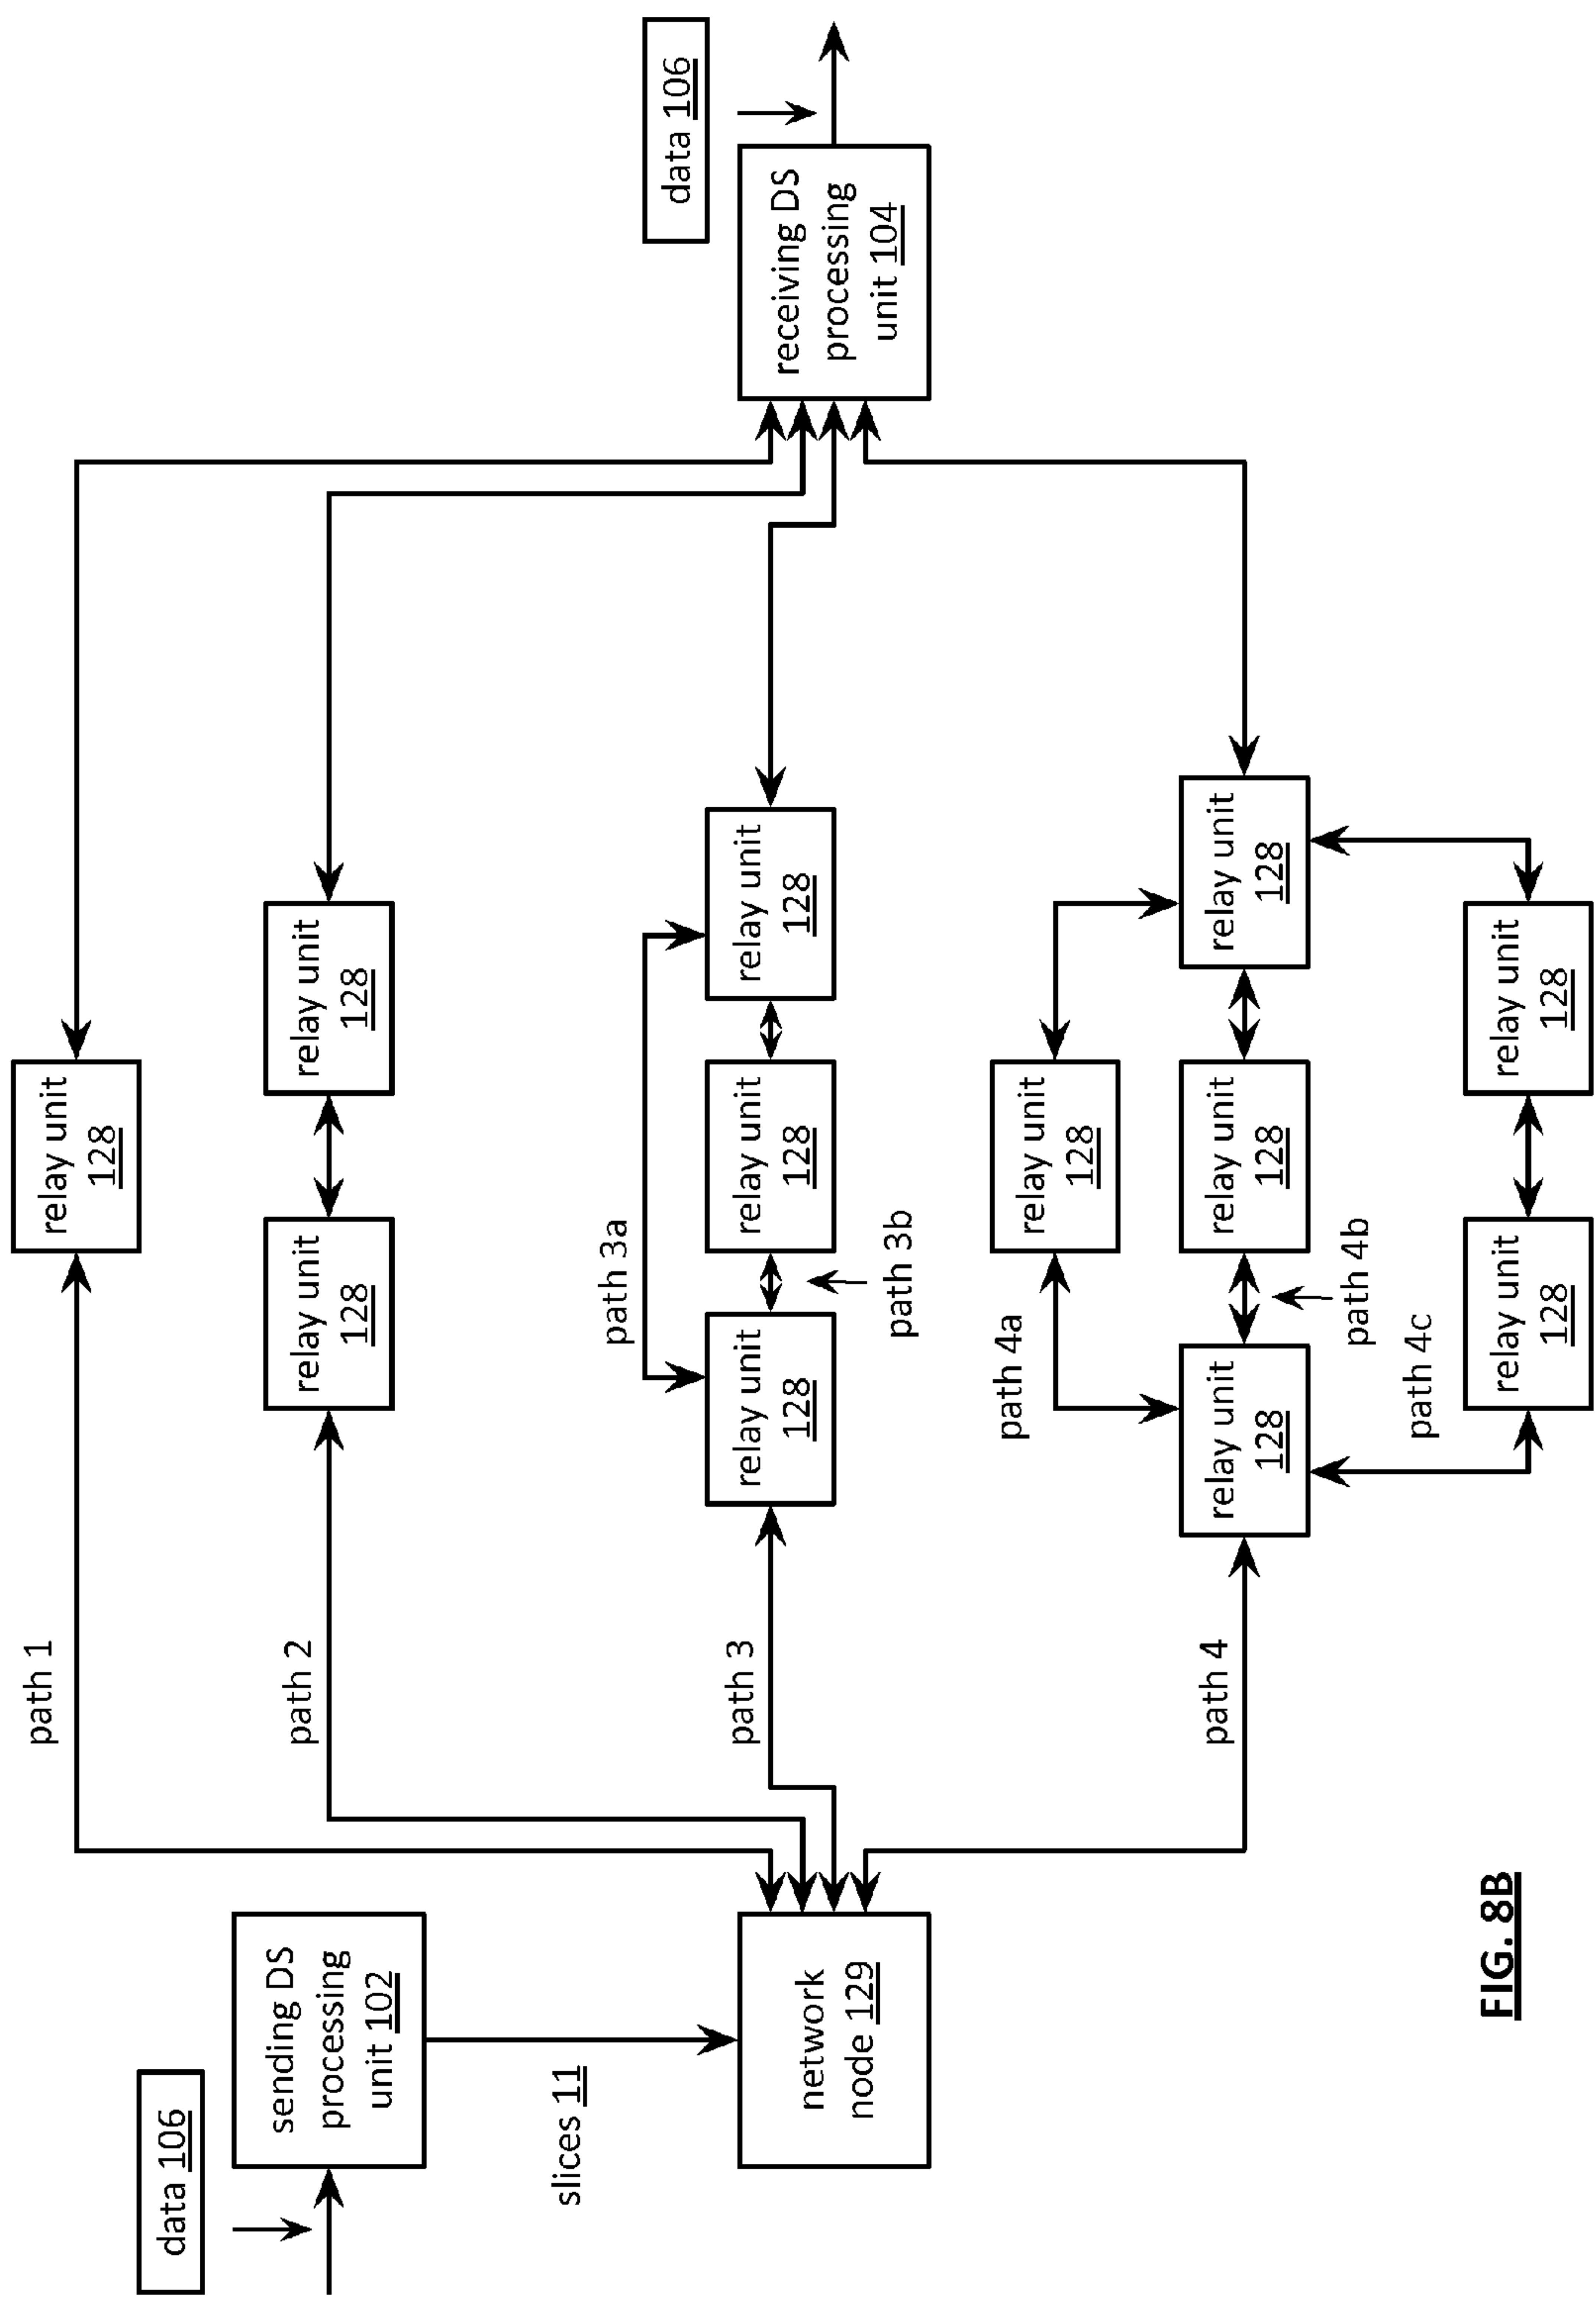 path 1
relay unit
128
data 106
sending DS
processing
unit 102
path 2
relay unit
128
relay unit
128
data 106
slices 11
path 3a
network
node 129
path 3
relay unit
128
relay unit
128
relay unit
128
path 3b
receiving DS
processing
unit 104
path 4a
relay unit
128
path 4
relay unit
128
relay unit
128
relay unit
128
path 4b
path 4c
relay unit
128
relay unit
128
FIG. 8B